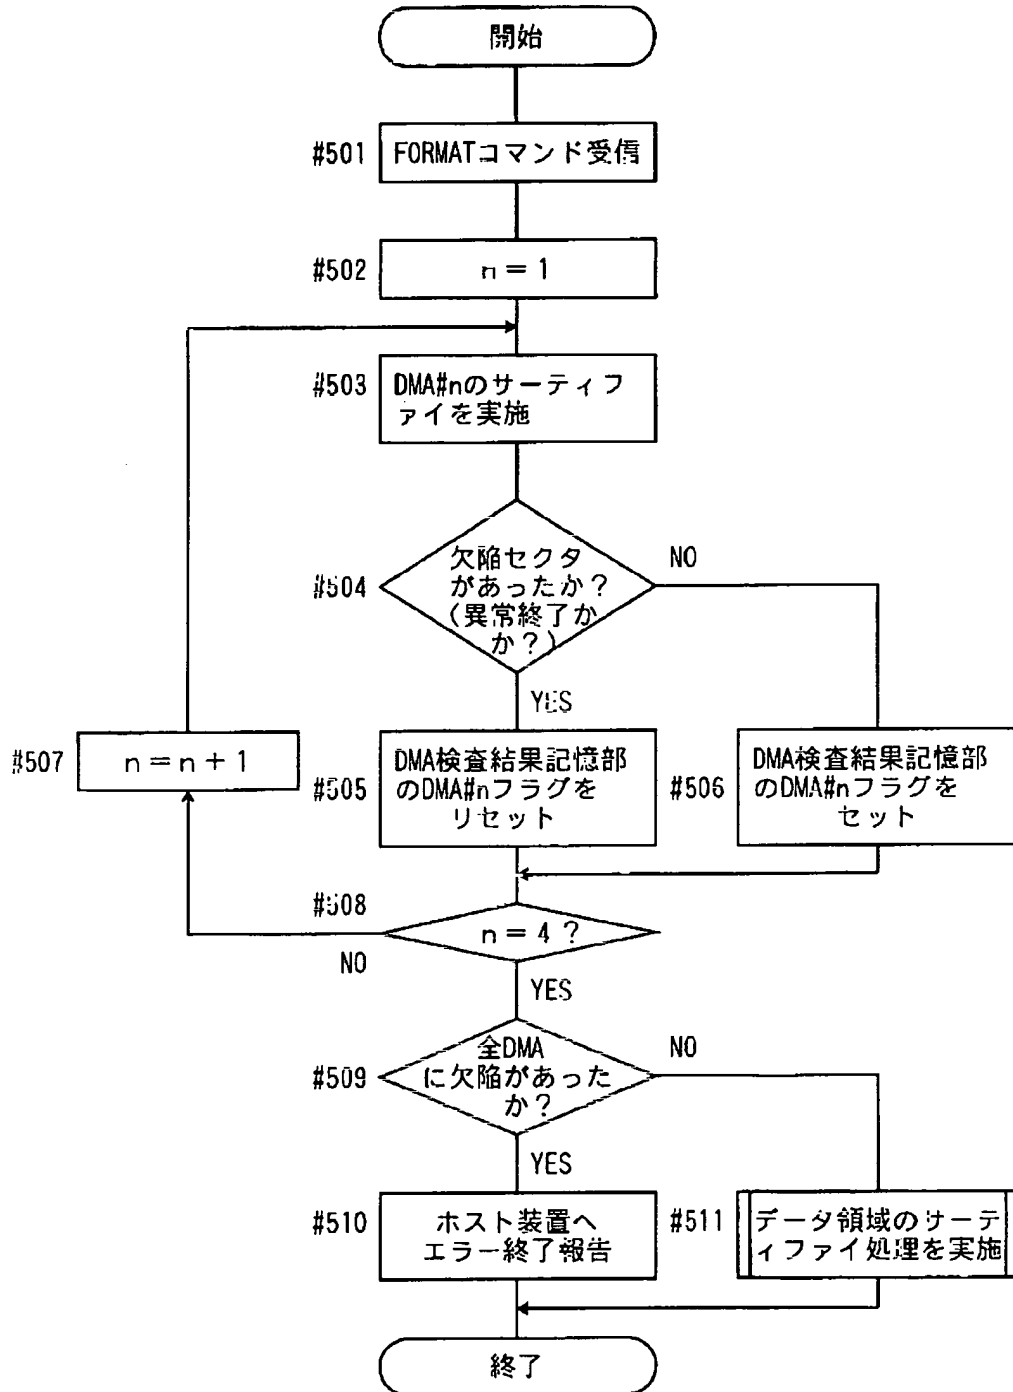 開始
#501
FORMATコマンド受信
#502
n=1
#503
DMA#nのサーティフ
ァイを実施
#504
欠陥セクタ
があったか?
(異常終了か
か?)
NO
YES
#507
n=n+1
#505
DMA検査結果記憶部
のDMA#nフラグを
リセット
#506
DMA検査結果記憶部
のDMA#nフラグを
セット
#508
n=4?
NO
YES
#509
全DMA
に欠陥があった
か?
NO
YES
#510
ホスト装置へ
エラー終了報告
#511
データ領域のサーテ
ィファイ処理を実施
終了